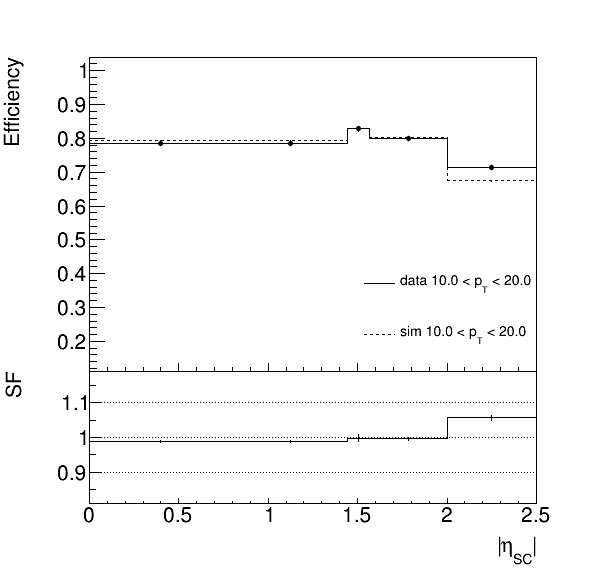 Efficiency
1
0.9
0.8
0.7
0.6
0.5
0.4
0.3
0.2
data 10.0 < p_T < 20.0
sim 10.0 < p_T < 20.0
SF
1.1
1
0.9
0 0.5 1 1.5 2 2.5
|η_SC|